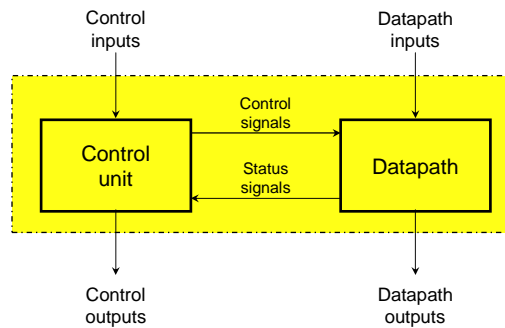 Control
inputs
Datapath
inputs
Control
signals
Control
unit
Datapath
Status
signals
Control
outputs
Datapath
outputs